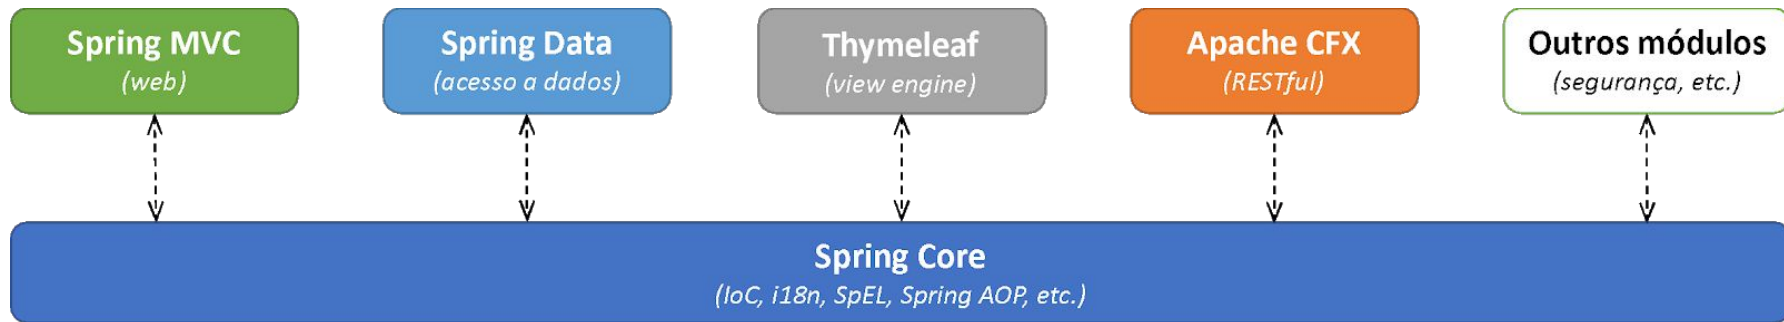 Spring MVC
(web)
Spring Data
(acesso a dados)
Thymeleaf
(view engine)
Apache CFX
(RESTful)
Outros módulos
(segurança, etc.)
Spring Core
(IoC, i18n, SpEL, Spring AOP, etc.)